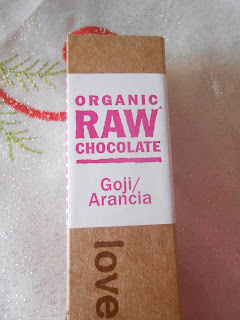 ORGANIC
RAW
CHOCOLATE
Goji/
Arancia
love